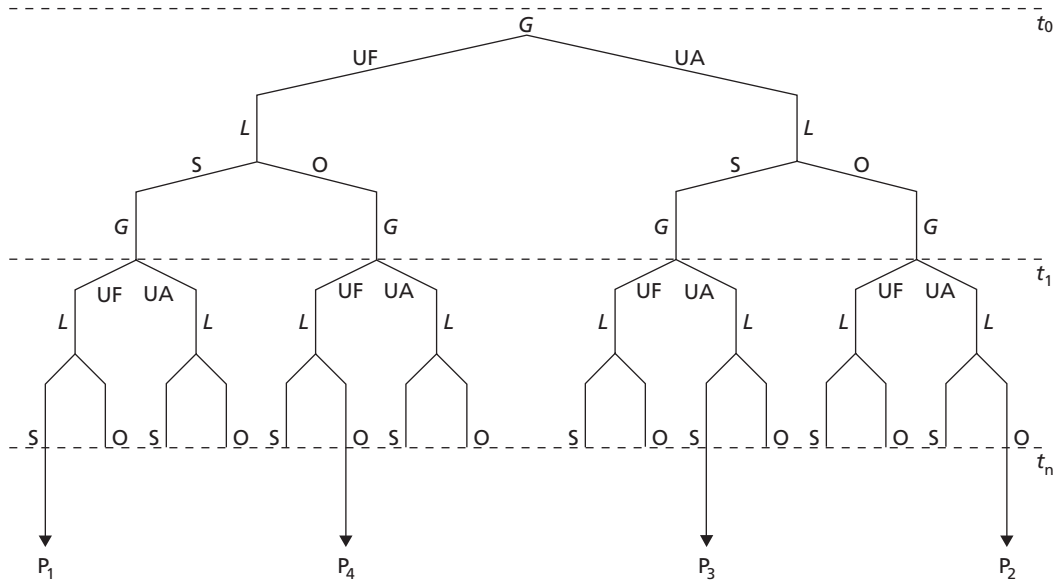 G t0
UF UA
L L
S O S O
G G G G
t1
UF UA UF UA UF UA UF UA
L L L L L L L L
S O S O S O S O S O S O S O S O
tn
P1 P4 P3 P2